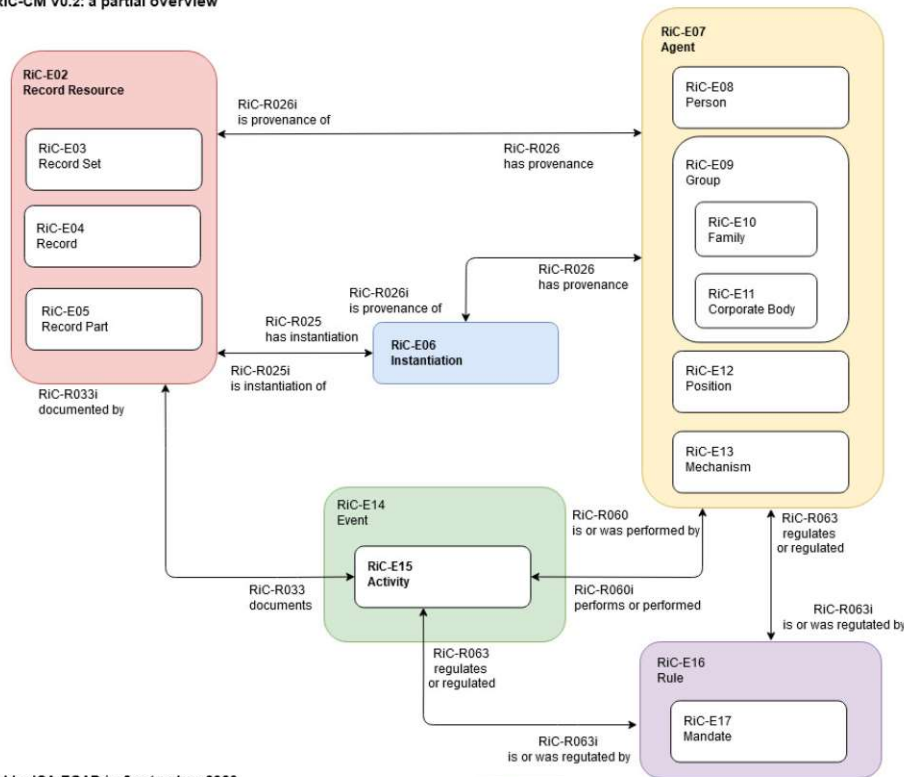 RiC-CM v0.2: a partial overview
RiC-E02
Record Resource
RiC-E03
Record Set
RiC-E04
Record
RiC-E05
Record Part
RiC-R026i
is provenance of
RiC-R026
has provenance
RiC-E07
Agent
RiC-E08
Person
RiC-E09
Group
RiC-E10
Family
RiC-E11
Corporate Body
RiC-E12
Position
RiC-E13
Mechanism
RiC-R026
has provenance
RiC-R026i
is provenance of
RiC-R025
has instantiation
RiC-R025i
is instantiation of
RiC-E06
Instantiation
RiC-R033i
documented by
RiC-R033
documents
RiC-E14
Event
RiC-E15
Activity
RiC-R060
is or was performed by
RiC-R060i
performs or performed
RiC-R063
regulates
or regulated
RiC-R063i
is or was regutated by
RiC-R063
regulates
or regulated
RiC-R063i
is or was regutated by
RiC-E16
Rule
RiC-E17
Mandate